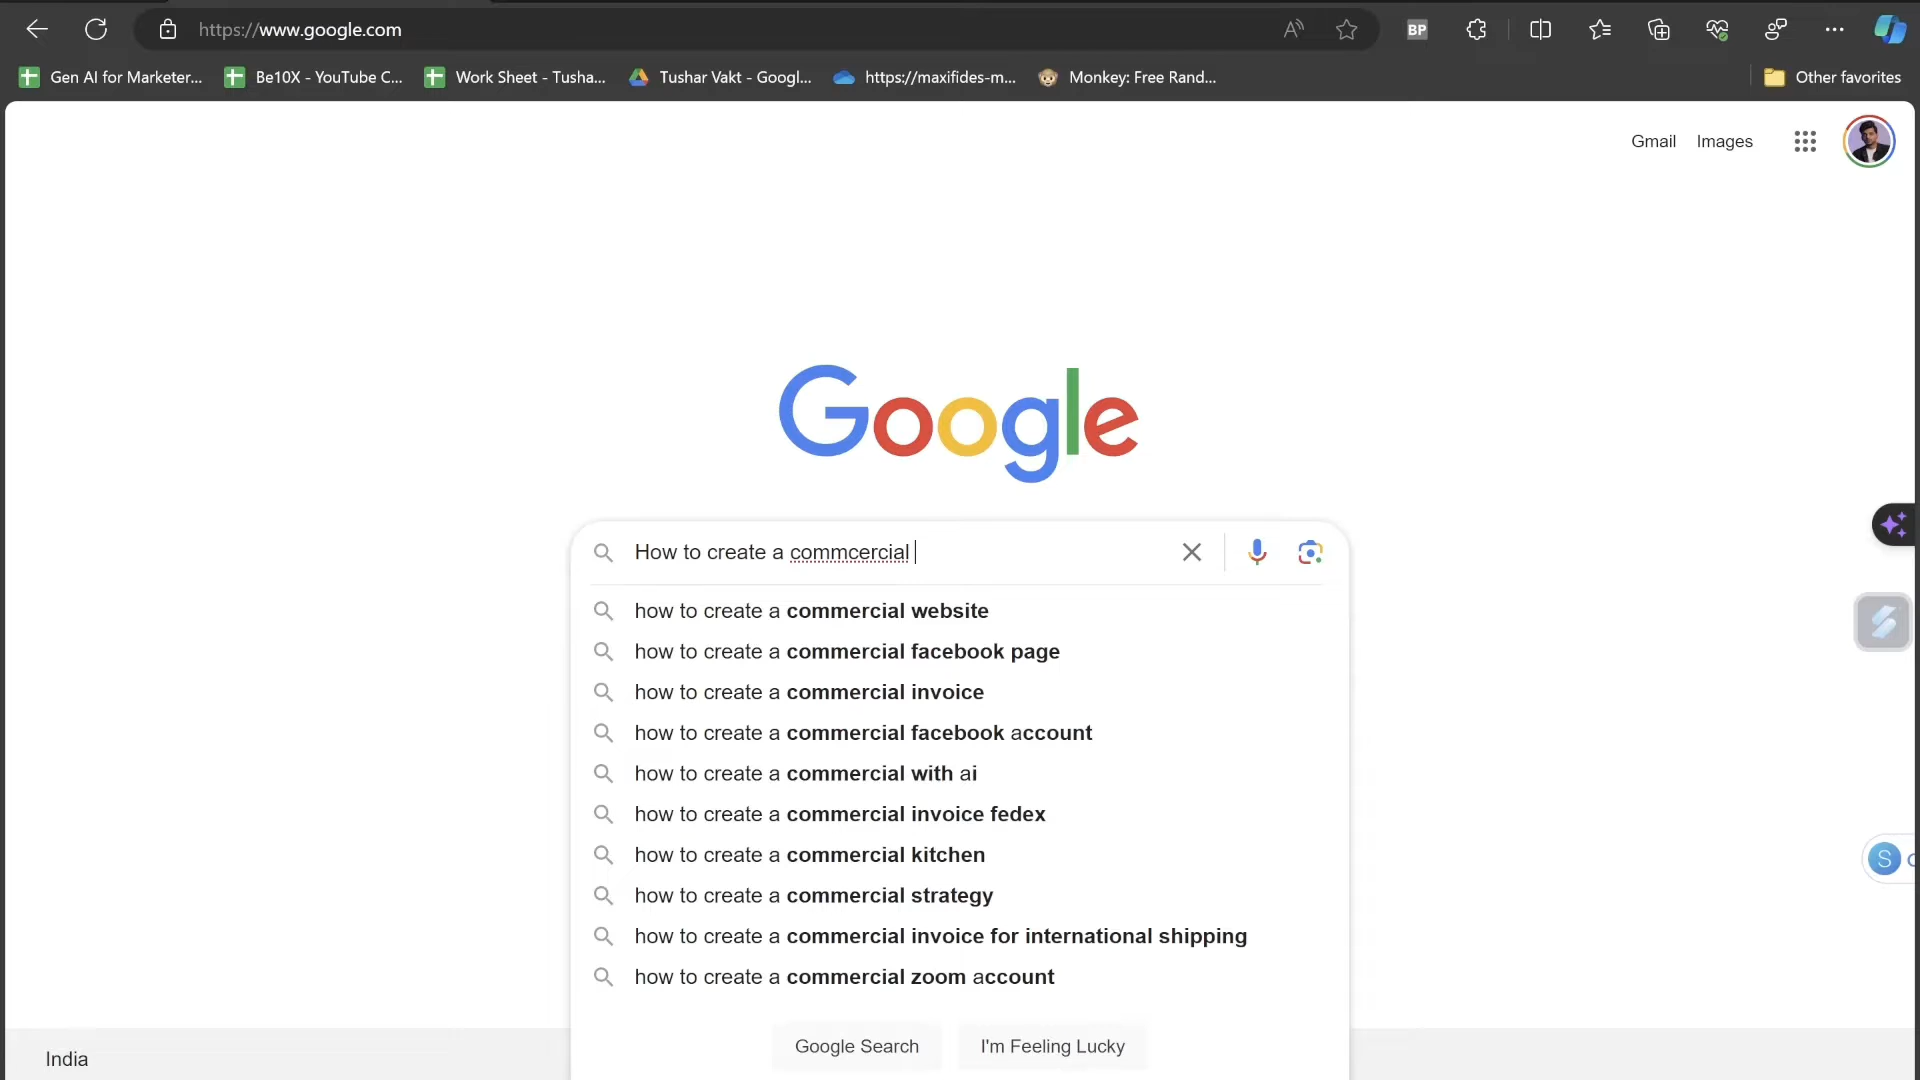 https://www.google.com
BP
Gen AI for Marketer...
Be10X - YouTube C...
Work Sheet - Tusha...
Tushar Vakt - Googl...
https://maxifides-m...
Monkey: Free Rand...
Other favorites
Gmail
Images
Google
How to create a commcercial
how to create a commercial website
how to create a commercial facebook page
how to create a commercial invoice
how to create a commercial facebook account
how to create a commercial with ai
how to create a commercial invoice fedex
how to create a commercial kitchen
how to create a commercial strategy
how to create a commercial invoice for international shipping
how to create a commercial zoom account
Google Search
I'm Feeling Lucky
India
S